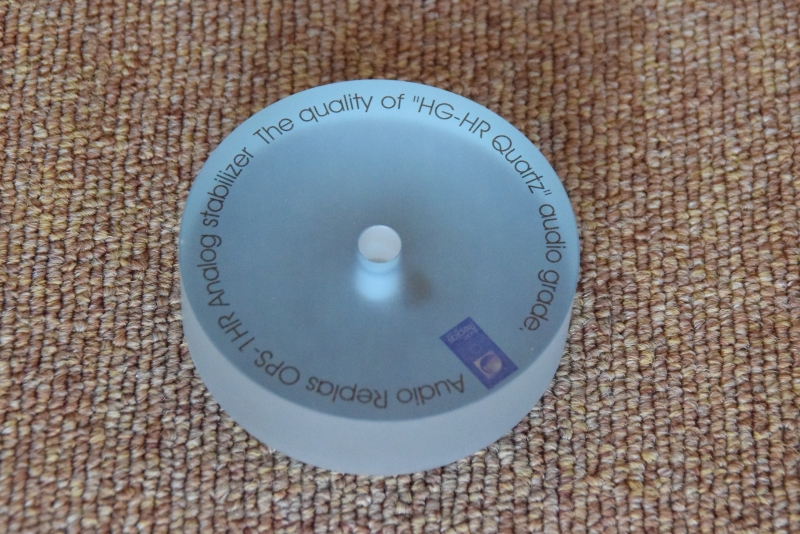 Audio Replas OPS-1HR Analog stabilizer The quality of "HG-HR Quartz" audio grade.